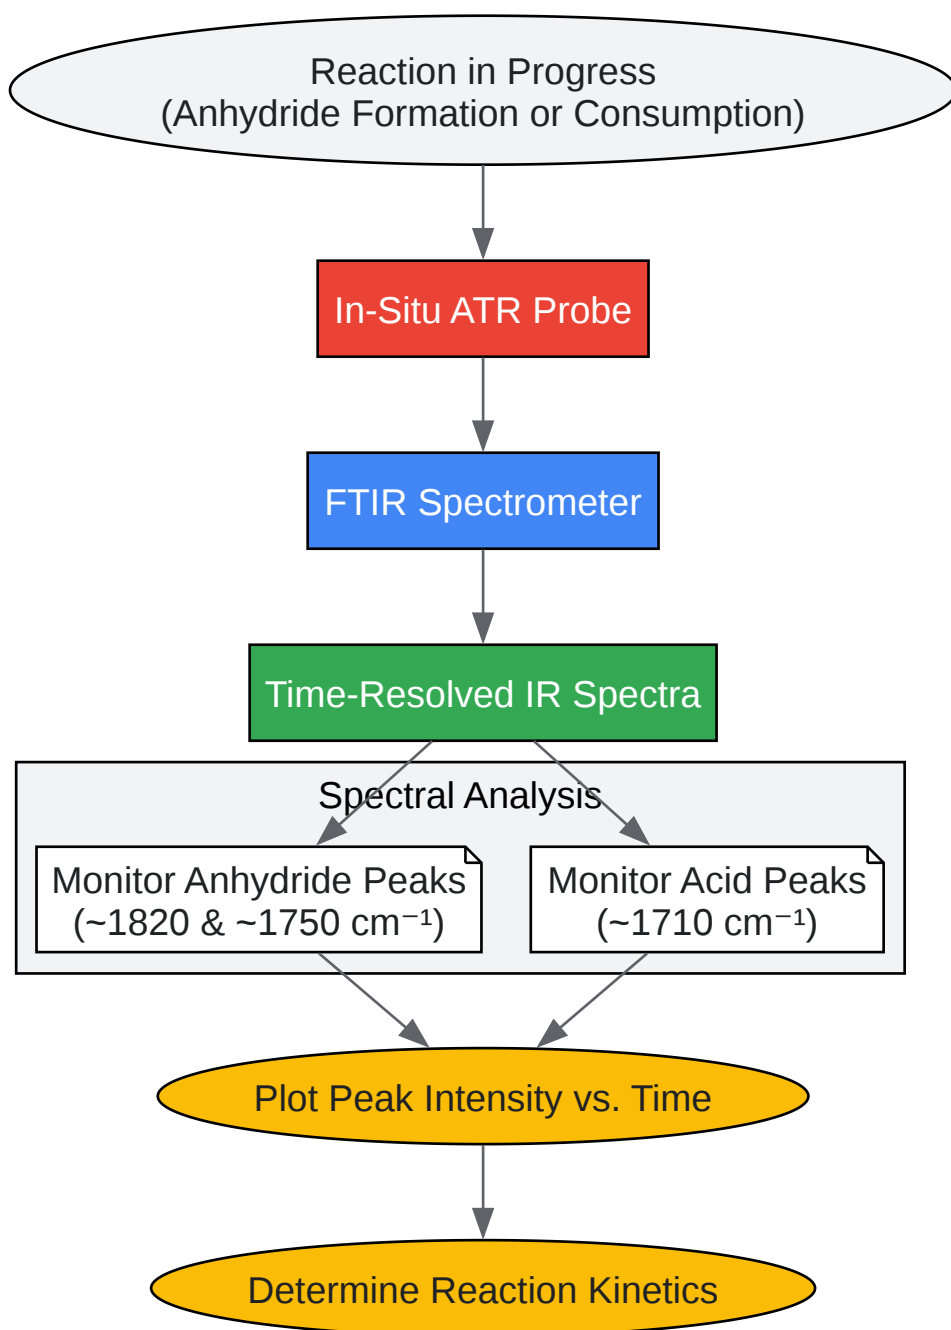 Reaction in Progress
(Anhydride Formation or Consumption)
In-Situ ATR Probe
FTIR Spectrometer
Time-Resolved IR Spectra
Spectral Analysis
Monitor Anhydride Peaks
(~1820 & ~1750 cm⁻¹)
Monitor Acid Peaks
(~1710 cm⁻¹)
Plot Peak Intensity vs. Time
Determine Reaction Kinetics